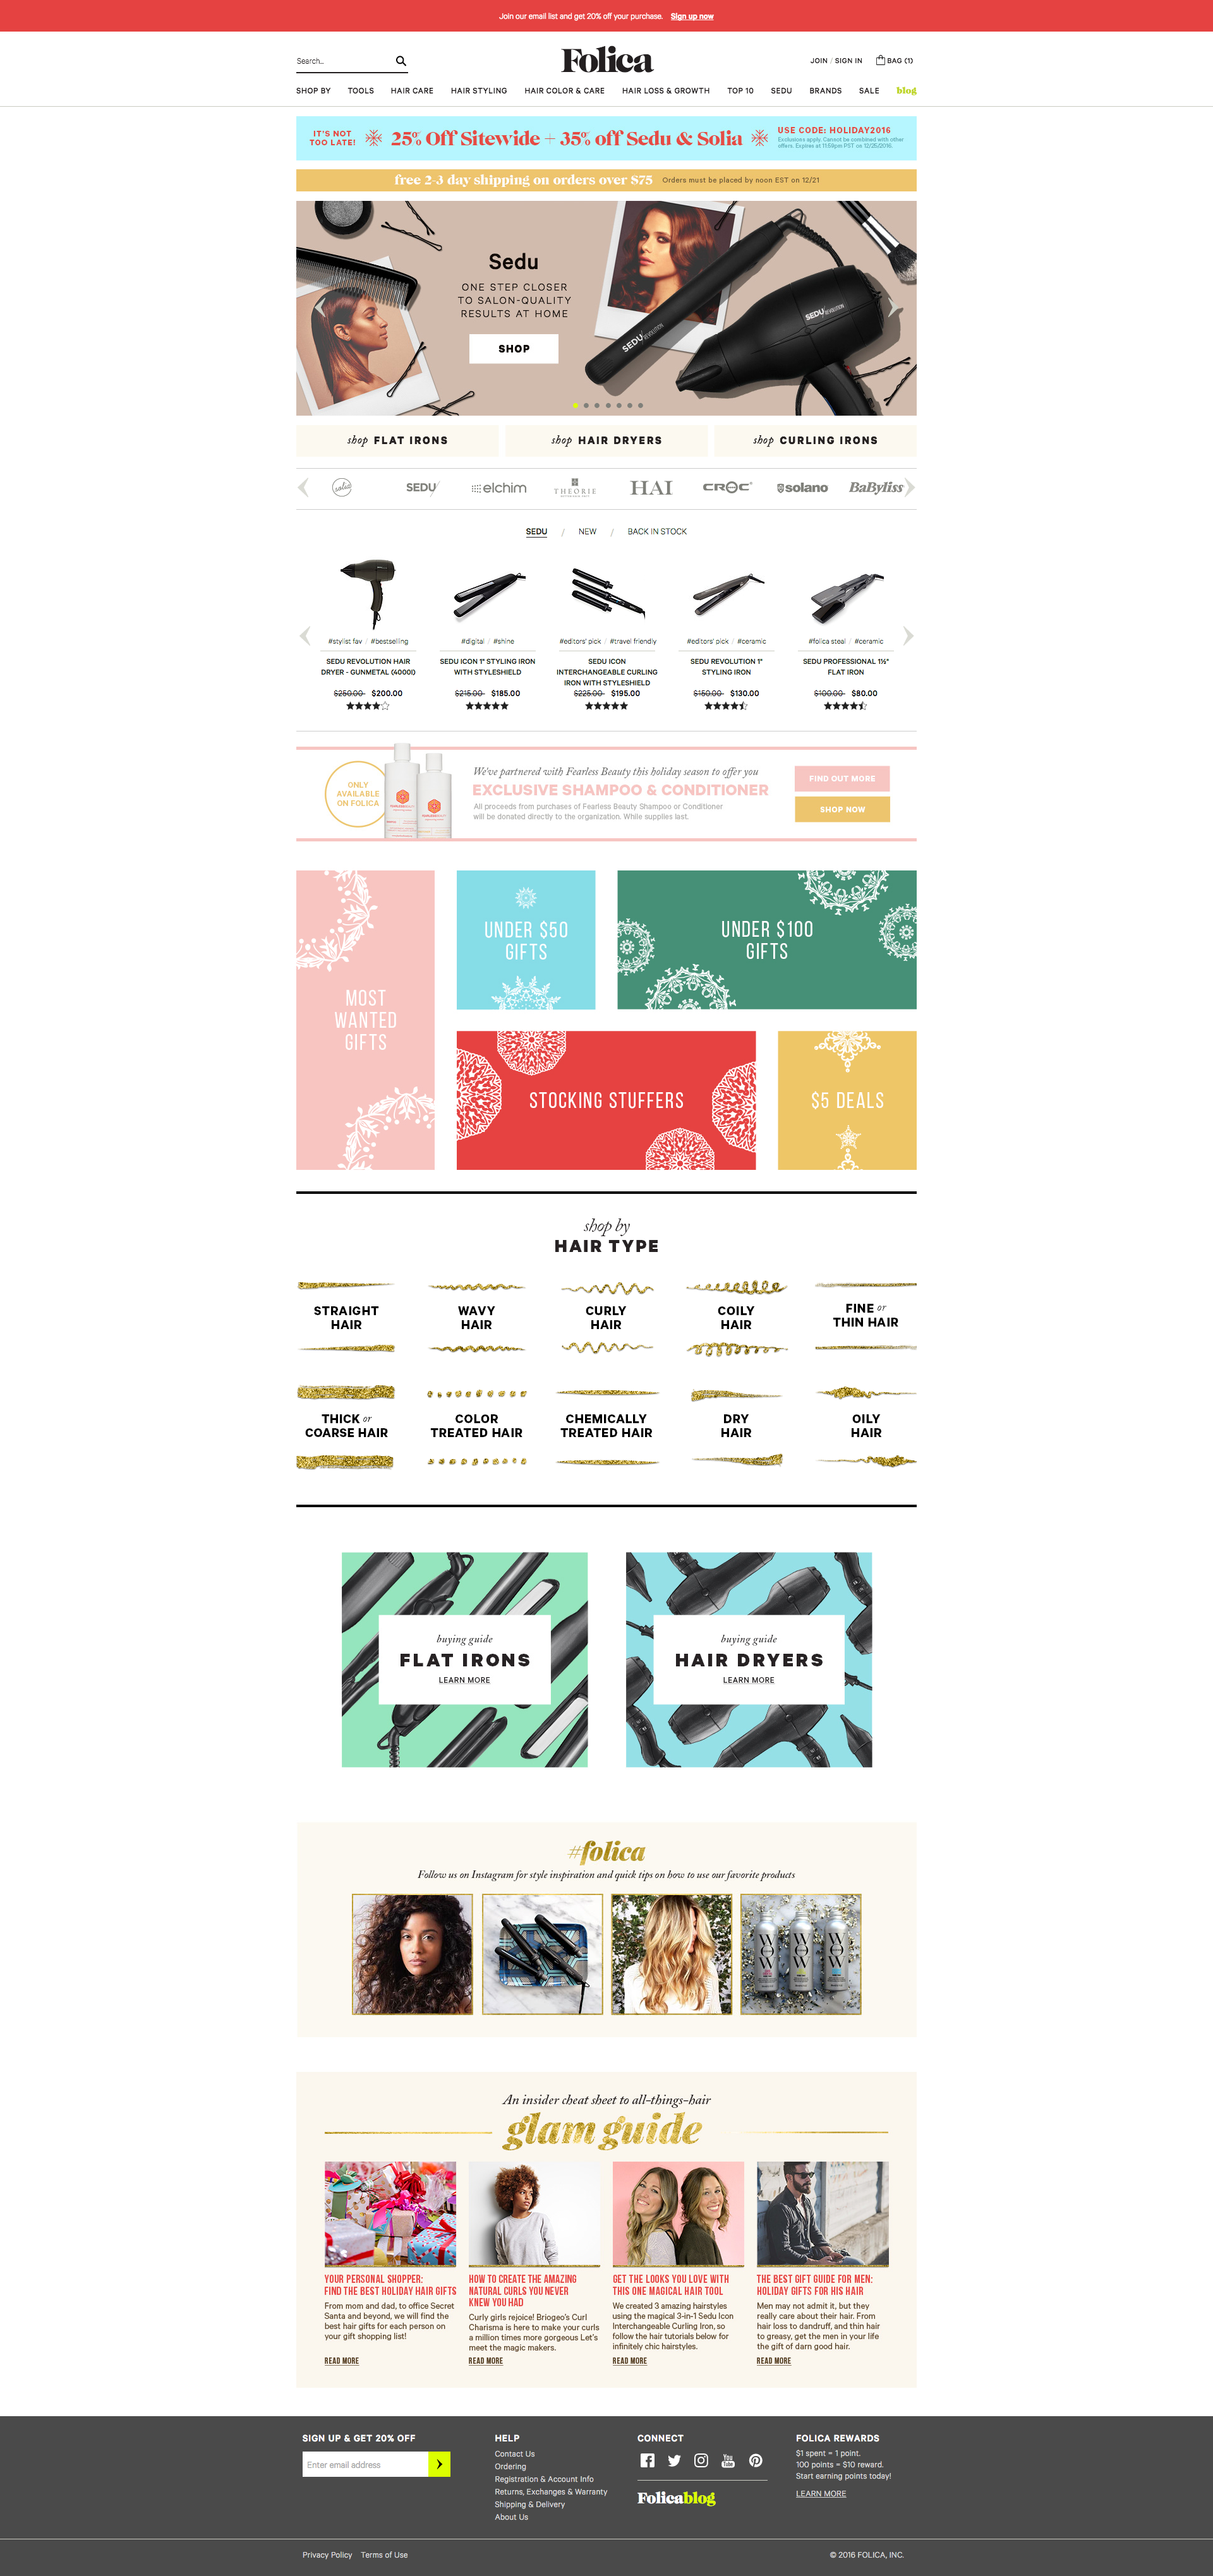 Join our email list and get 20% off your purchase. Sign up now
Search...
Folica
JOIN / SIGN IN
BAG (1)
SHOP BY TOOLS HAIR CARE HAIR STYLING HAIR COLOR & CARE HAIR LOSS & GROWTH TOP 10 SEDU BRANDS SALE blog
IT'S NOT
TOO LATE!
25% Off Sitewide + 35% off Sedu & Solia
USE CODE: HOLIDAY2016
Exclusions apply. Cannot be combined with other
offers. Expires at 11:59pm PST on 12/25/2016.
free 2-3 day shipping on orders over $75 Orders must be placed by noon EST on 12/21
Sedu
ONE STEP CLOSER
TO SALON-QUALITY
RESULTS AT HOME
SHOP
SEDU REVOLUTION
SEDU REVOLUTION
shop FLAT IRONS
shop HAIR DRYERS
shop CURLING IRONS
solia
SEDU
elchim
THEORIE
HAI
CROC
solano
BaByliss
SEDU / NEW / BACK IN STOCK
#stylist fav / #bestselling
SEDU REVOLUTION HAIR
DRYER - GUNMETAL (4000I)
$250.00 $200.00
#digital / #shine
SEDU ICON 1" STYLING IRON
WITH STYLESHIELD
$215.00 $185.00
#editors' pick / #travel friendly
SEDU ICON
INTERCHANGEABLE CURLING
IRON WITH STYLESHIELD
$225.00 $195.00
#editors' pick / #ceramic
SEDU REVOLUTION 1"
STYLING IRON
$150.00 $130.00
#folica steal / #ceramic
SEDU PROFESSIONAL 1½"
FLAT IRON
$100.00 $80.00
ONLY
AVAILABLE
ON FOLICA
FEARLESSBEAUTY
We've partnered with Fearless Beauty this holiday season to offer you
EXCLUSIVE SHAMPOO & CONDITIONER
All proceeds from purchases of Fearless Beauty Shampoo or Conditioner
will be donated directly to the organization. While supplies last.
FIND OUT MORE
SHOP NOW
MOST
WANTED
GIFTS
UNDER $50
GIFTS
UNDER $100
GIFTS
STOCKING STUFFERS
$5 DEALS
shop by
HAIR TYPE
STRAIGHT
HAIR
WAVY
HAIR
CURLY
HAIR
COILY
HAIR
FINE or
THIN HAIR
THICK or
COARSE HAIR
COLOR
TREATED HAIR
CHEMICALLY
TREATED HAIR
DRY
HAIR
OILY
HAIR
buying guide
FLAT IRONS
LEARN MORE
buying guide
HAIR DRYERS
LEARN MORE
#folica
Follow us on Instagram for style inspiration and quick tips on how to use our favorite products
WOW
WOW
WOW
An insider cheat sheet to all-things-hair
glam guide
YOUR PERSONAL SHOPPER:
FIND THE BEST HOLIDAY HAIR GIFTS
From mom and dad, to office Secret
Santa and beyond, we will find the
best hair gifts for each person on
your gift shopping list!
READ MORE
HOW TO CREATE THE AMAZING
NATURAL CURLS YOU NEVER
KNEW YOU HAD
Curly girls rejoice! Briogeo's Curl
Charisma is here to make your curls
a million times more gorgeous Let's
meet the magic makers.
READ MORE
GET THE LOOKS YOU LOVE WITH
THIS ONE MAGICAL HAIR TOOL
We created 3 amazing hairstyles
using the magical 3-in-1 Sedu Icon
Interchangeable Curling Iron, so
follow the hair tutorials below for
infinitely chic hairstyles.
READ MORE
THE BEST GIFT GUIDE FOR MEN:
HOLIDAY GIFTS FOR HIS HAIR
Men may not admit it, but they
really care about their hair. From
hair loss to dandruff, and thin hair
to greasy, get the men in your life
the gift of darn good hair.
READ MORE
SIGN UP & GET 20% OFF
Enter email address
HELP
Contact Us
Ordering
Registration & Account Info
Returns, Exchanges & Warranty
Shipping & Delivery
About Us
CONNECT
You Tube
Folicablog
FOLICA REWARDS
$1 spent = 1 point.
100 points = $10 reward.
Start earning points today!
LEARN MORE
Privacy Policy Terms of Use
© 2016 FOLICA, INC.